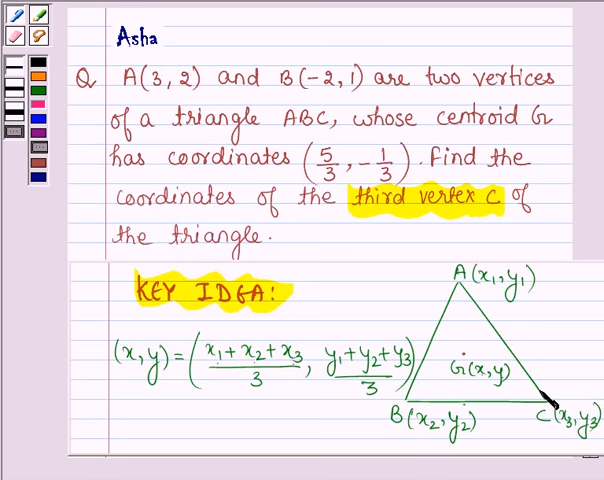 Asha
Q A(3, 2) and B(-2, 1) are two vertices
of a triangle ABC, whose centroid G
has coordinates (5/3, -1/3). Find the
coordinates of the third vertex C of
the triangle.
KEY IDEA:
A(x₁, y₁)
(x, y) = (x₁ + x₂ + x₃/3, y₁ + y₂ + y₃/3)
G(x, y)
B(x₂, y₂)
C(x₃, y₃)